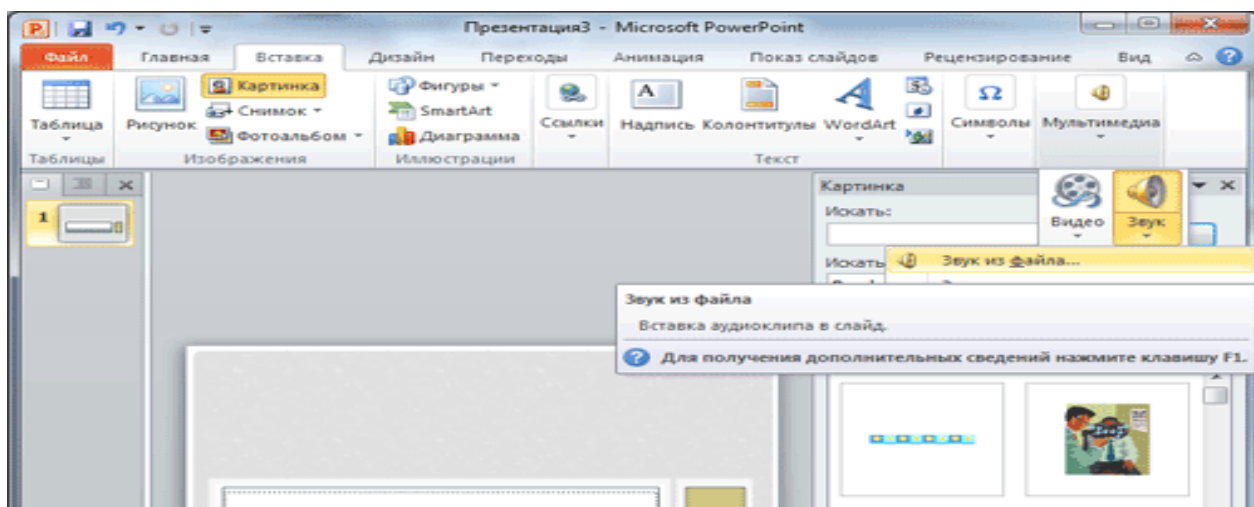 Презентация3 - Microsoft PowerPoint
Файл Главная Вставка Дизайн Переходы Анимация Показ слайдов Рецензирование Вид
Таблица
Рисунок
Картинка
Снимок
Фотоальбом
Фигуры
SmartArt
Диаграмма
Ссылки
Надпись
Колонтитулы
WordArt
Символы
Мультимедиа
Таблицы Изображения Иллюстрации Текст
1
Картинка
Искать:
Видео Звук
Искать
Звук из файла...
Звук из файла
Вставка аудиоклипа в слайд.
Для получения дополнительных сведений нажмите клавишу F1.